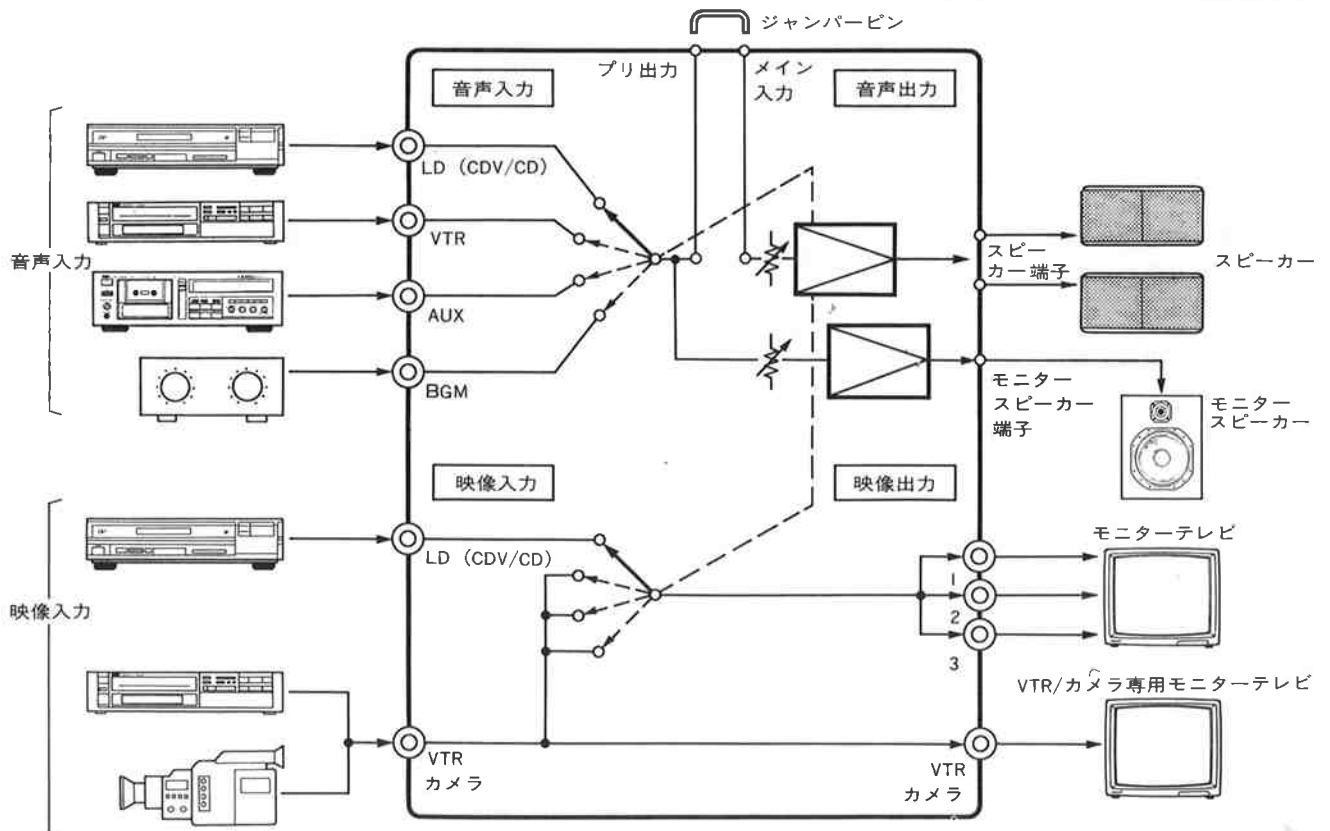 ジャンパーピン
プリ出力
メイン
入力
音声入力
音声出力
音声入力
LD (CDV/CD)
VTR
AUX
BGM
スピー
カー端子
スピーカー
モニター
スピーカー
端子
モニター
スピーカー
映像入力
映像出力
映像入力
LD (CDV/CD)
1
2
3
モニターテレビ
VTR/カメラ専用モニターテレビ
VTR
カメラ
VTR
カメラ